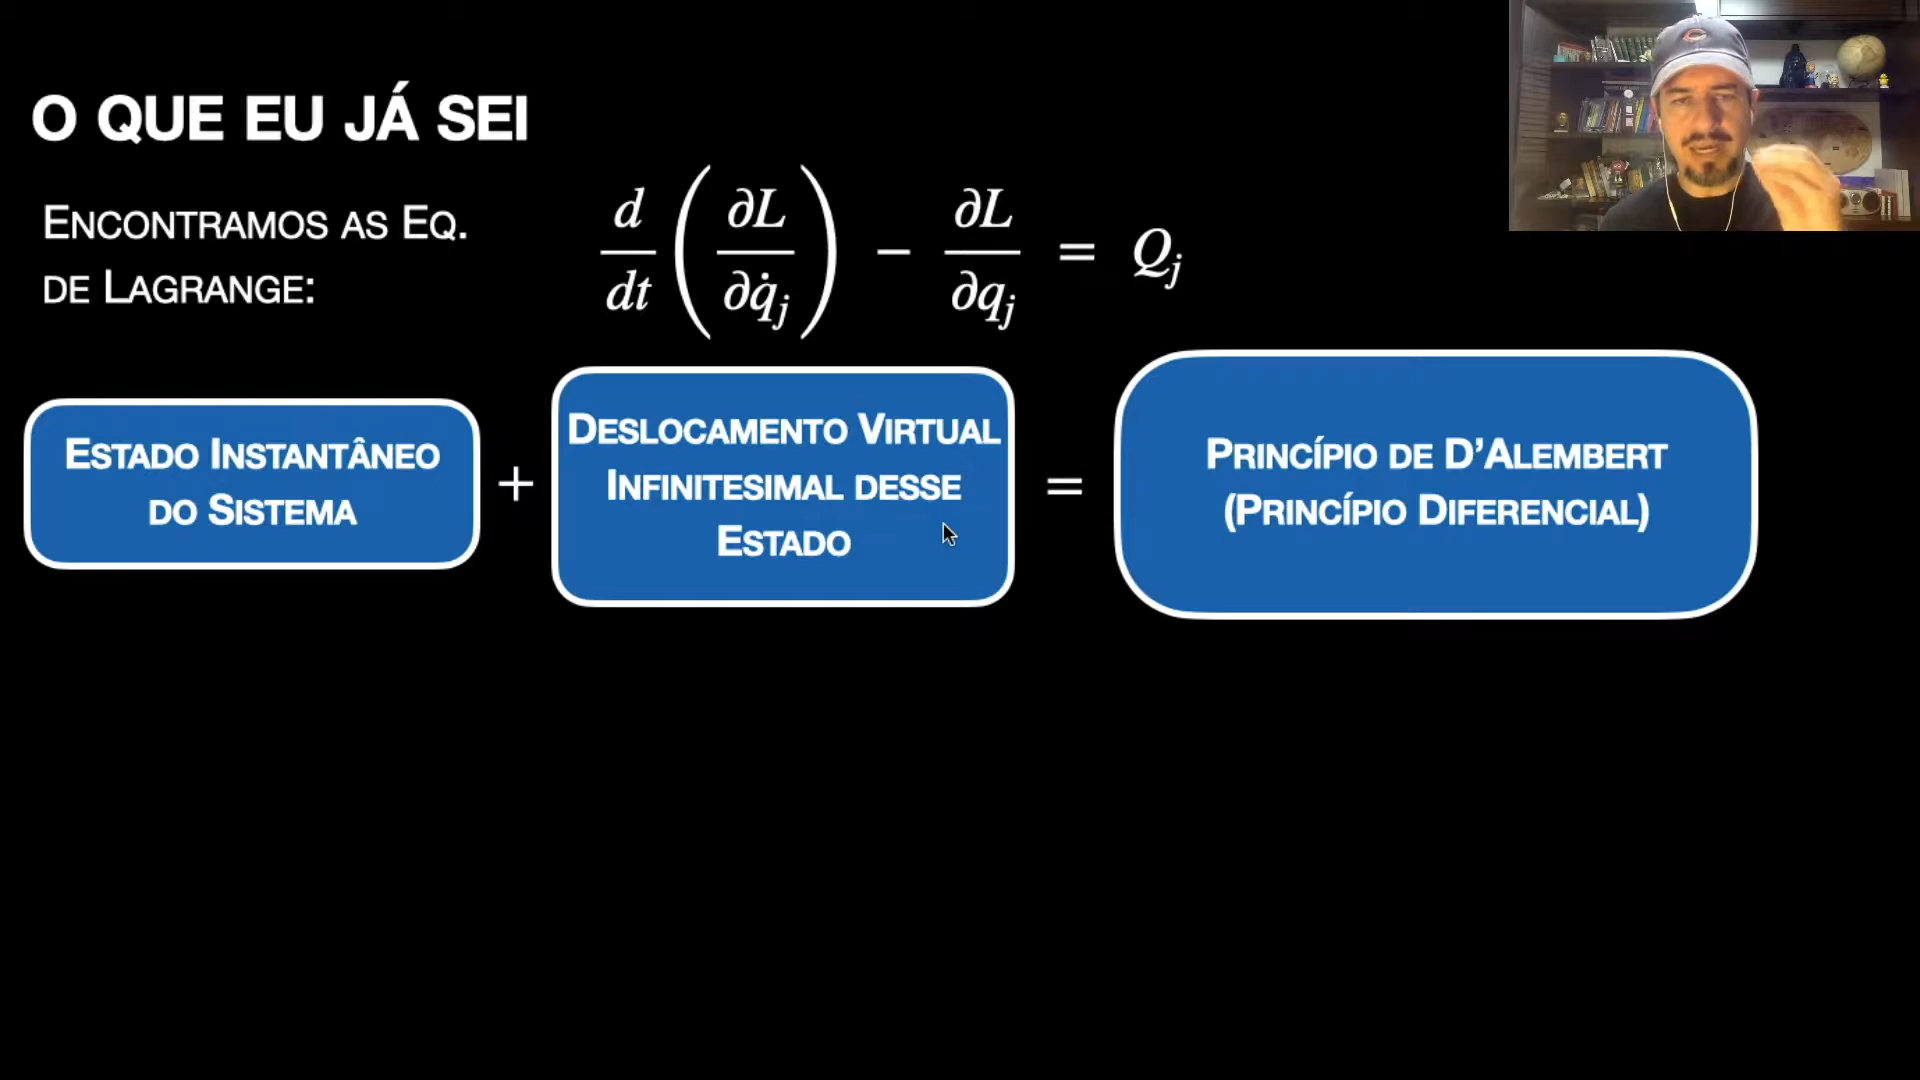 O QUE EU JÁ SEI
ENCONTRAMOS AS EQ.
DE LAGRANGE:
d/dt (∂L/∂q̇ⱼ) − ∂L/∂qⱼ = Qⱼ
ESTADO INSTANTÂNEO
DO SISTEMA
+
DESLOCAMENTO VIRTUAL
INFINITESIMAL DESSE
ESTADO
=
PRINCÍPIO DE D’ALEMBERT
(PRINCÍPIO DIFERENCIAL)